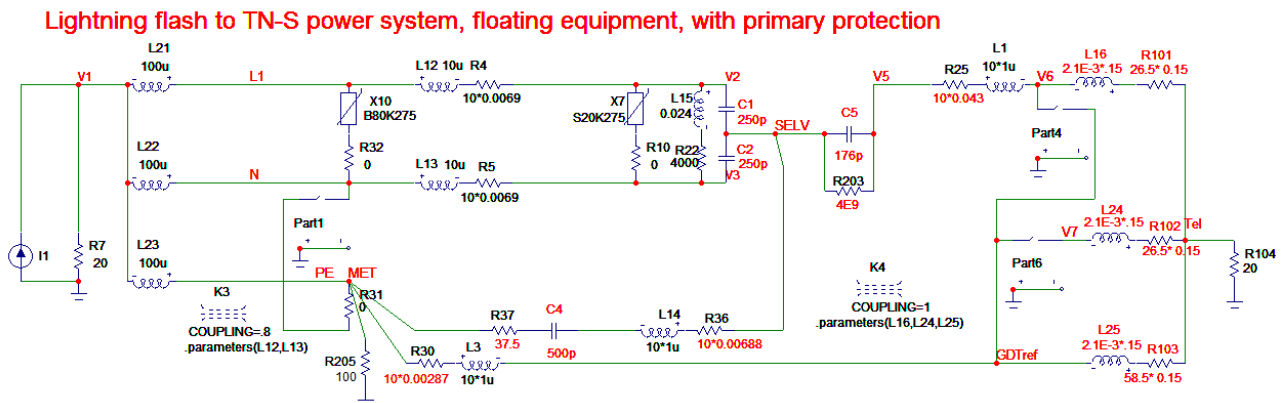 Lightning flash to TN-S power system, floating equipment, with primary protection
L21
100u
V1
L1
L12 10u R4
10*0.0069
X10
B80K275
R32
0
X7
S20K275
R10
0
L15
0.024
R22
4000
V2
C1
250p
C2
250p
V3
SELV
C5
176p
R203
4E9
V5
R25
10*0.043
L1
10*1u
V6
L16
2.1E-3*.15
R101
26.5* 0.15
Part4
+ -
L22
100u
N
L13 10u
R5
10*0.0069
Part1
+ -
I1
R7
20
L23
100u
PE MET
R31
0
K3
COUPLING=.8
.parameters(L12,L13)
R205
100
R37
37.5
C4
500p
L14
10*1u
R36
10*0.00688
R30
10*0.00287
L3
10*1u
K4
COUPLING=1
.parameters(L16,L24,L25)
V7
L24
2.1E-3*.15
R102
26.5* 0.15
Tel
R104
20
Part6
+ -
GDTref
L25
2.1E-3*.15
R103
58.5* 0.15